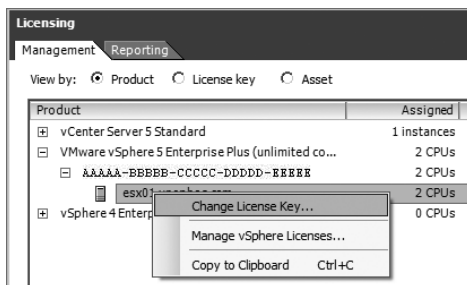 Licensing
Management Reporting
View by: Product License key Asset
Product Assigned
vCenter Server 5 Standard 1 instances
VMware vSphere 5 Enterprise Plus (unlimited co... 2 CPUs
AAAAA-BBBBB-CCCCC-DDDDD-EEEEE 2 CPUs
esx01 2 CPUs
vSphere 4 Enterp 0 CPUs
Change License Key...
Manage vSphere Licenses...
Copy to Clipboard Ctrl+C